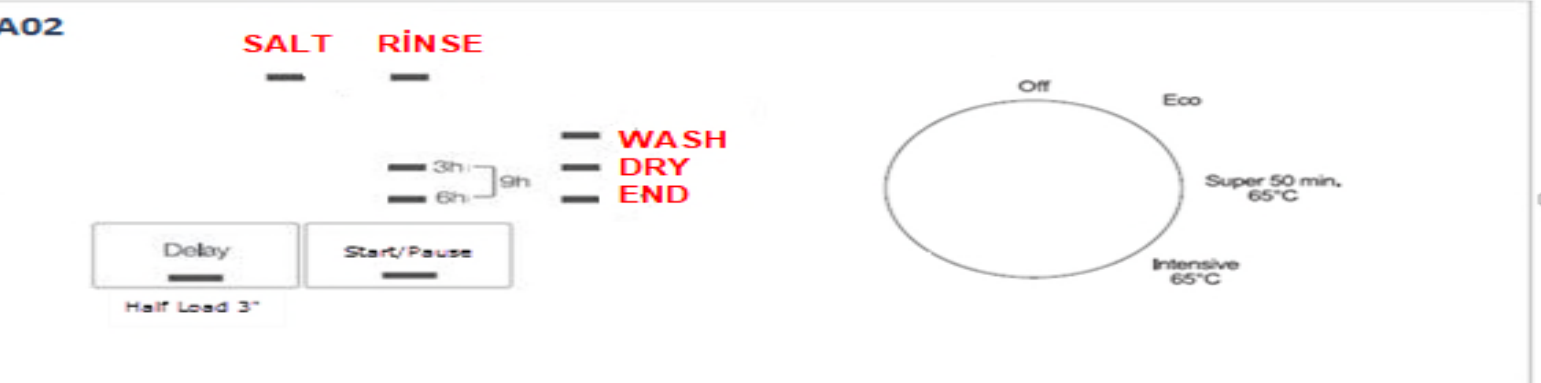 A02
SALT RİNSE
WASH
DRY
END
3h
6h
9h
Delay
Start/Pause
Half Load 3"
Off
Eco
Super 50 min.
65°C
Intensive
65°C